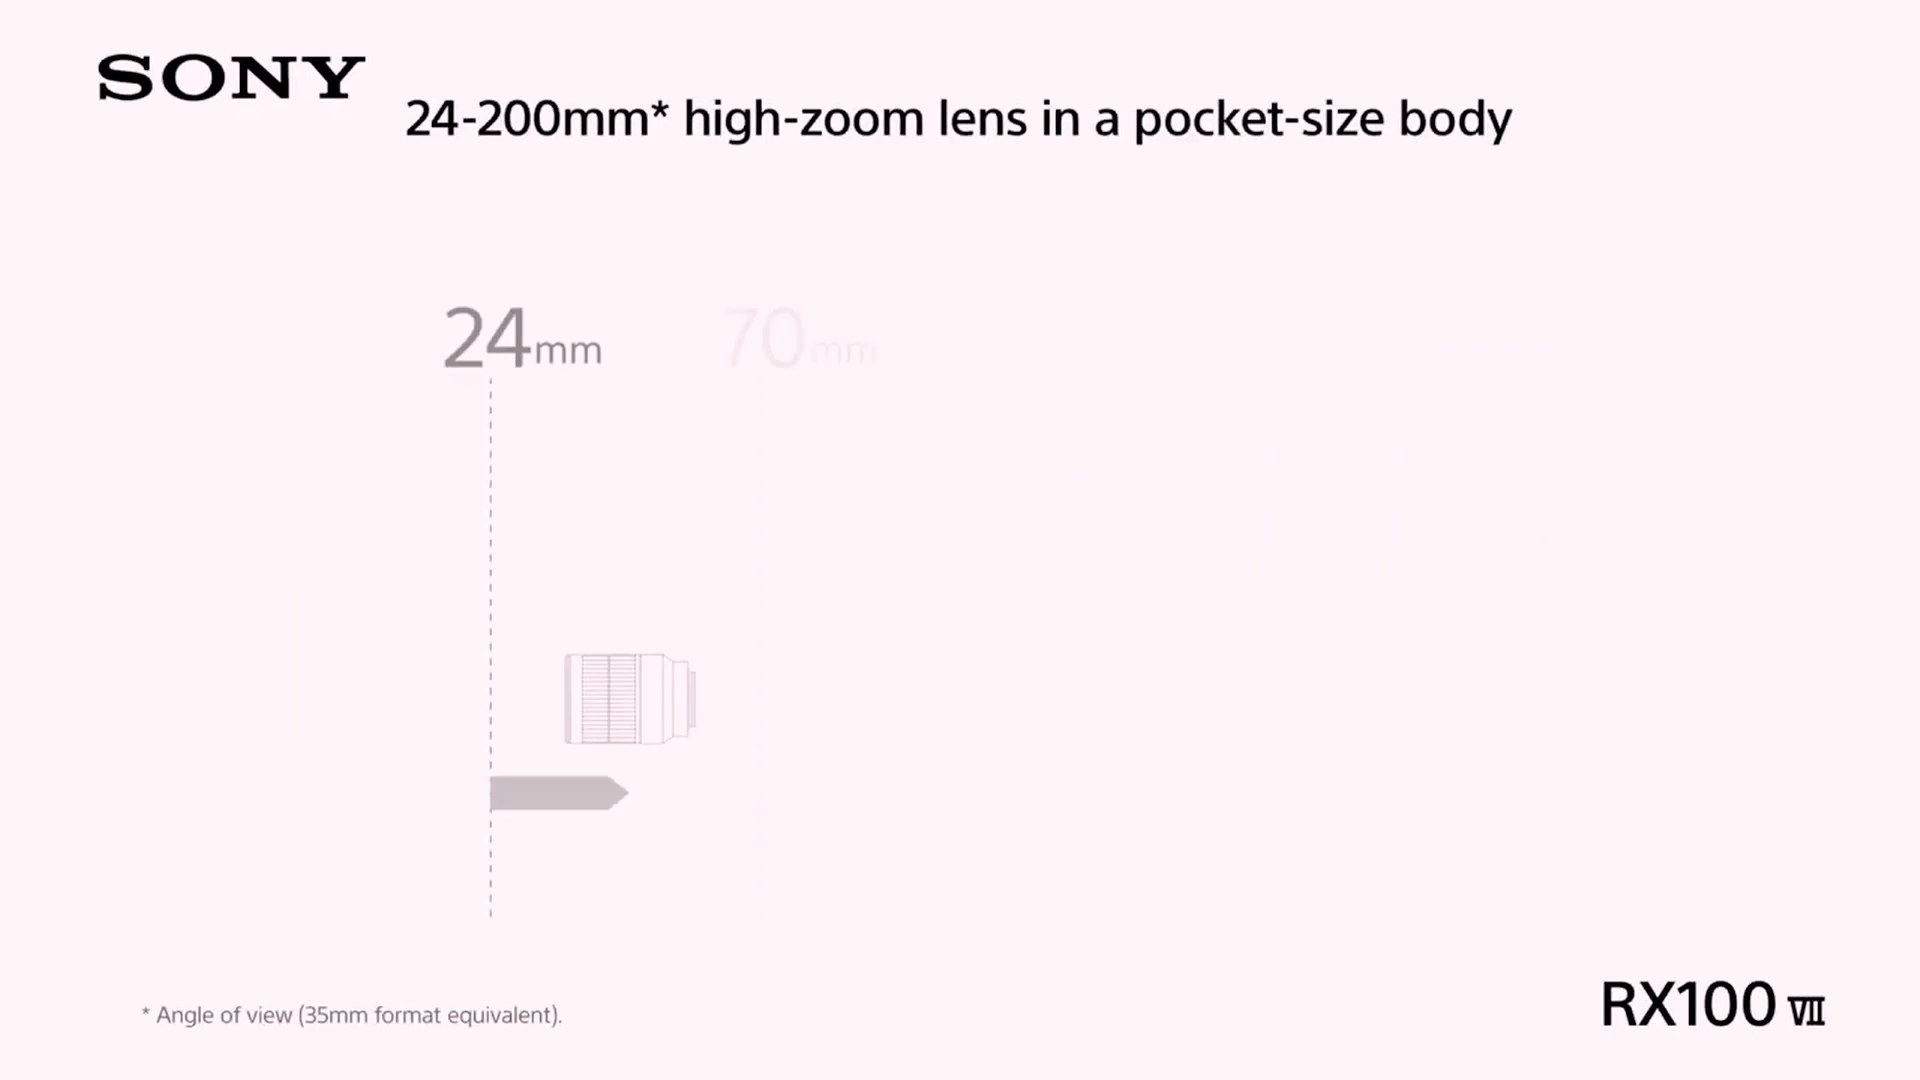 SONY
24-200mm* high-zoom lens in a pocket-size body
24mm 70mm
* Angle of view (35mm format equivalent).
RX100 VII